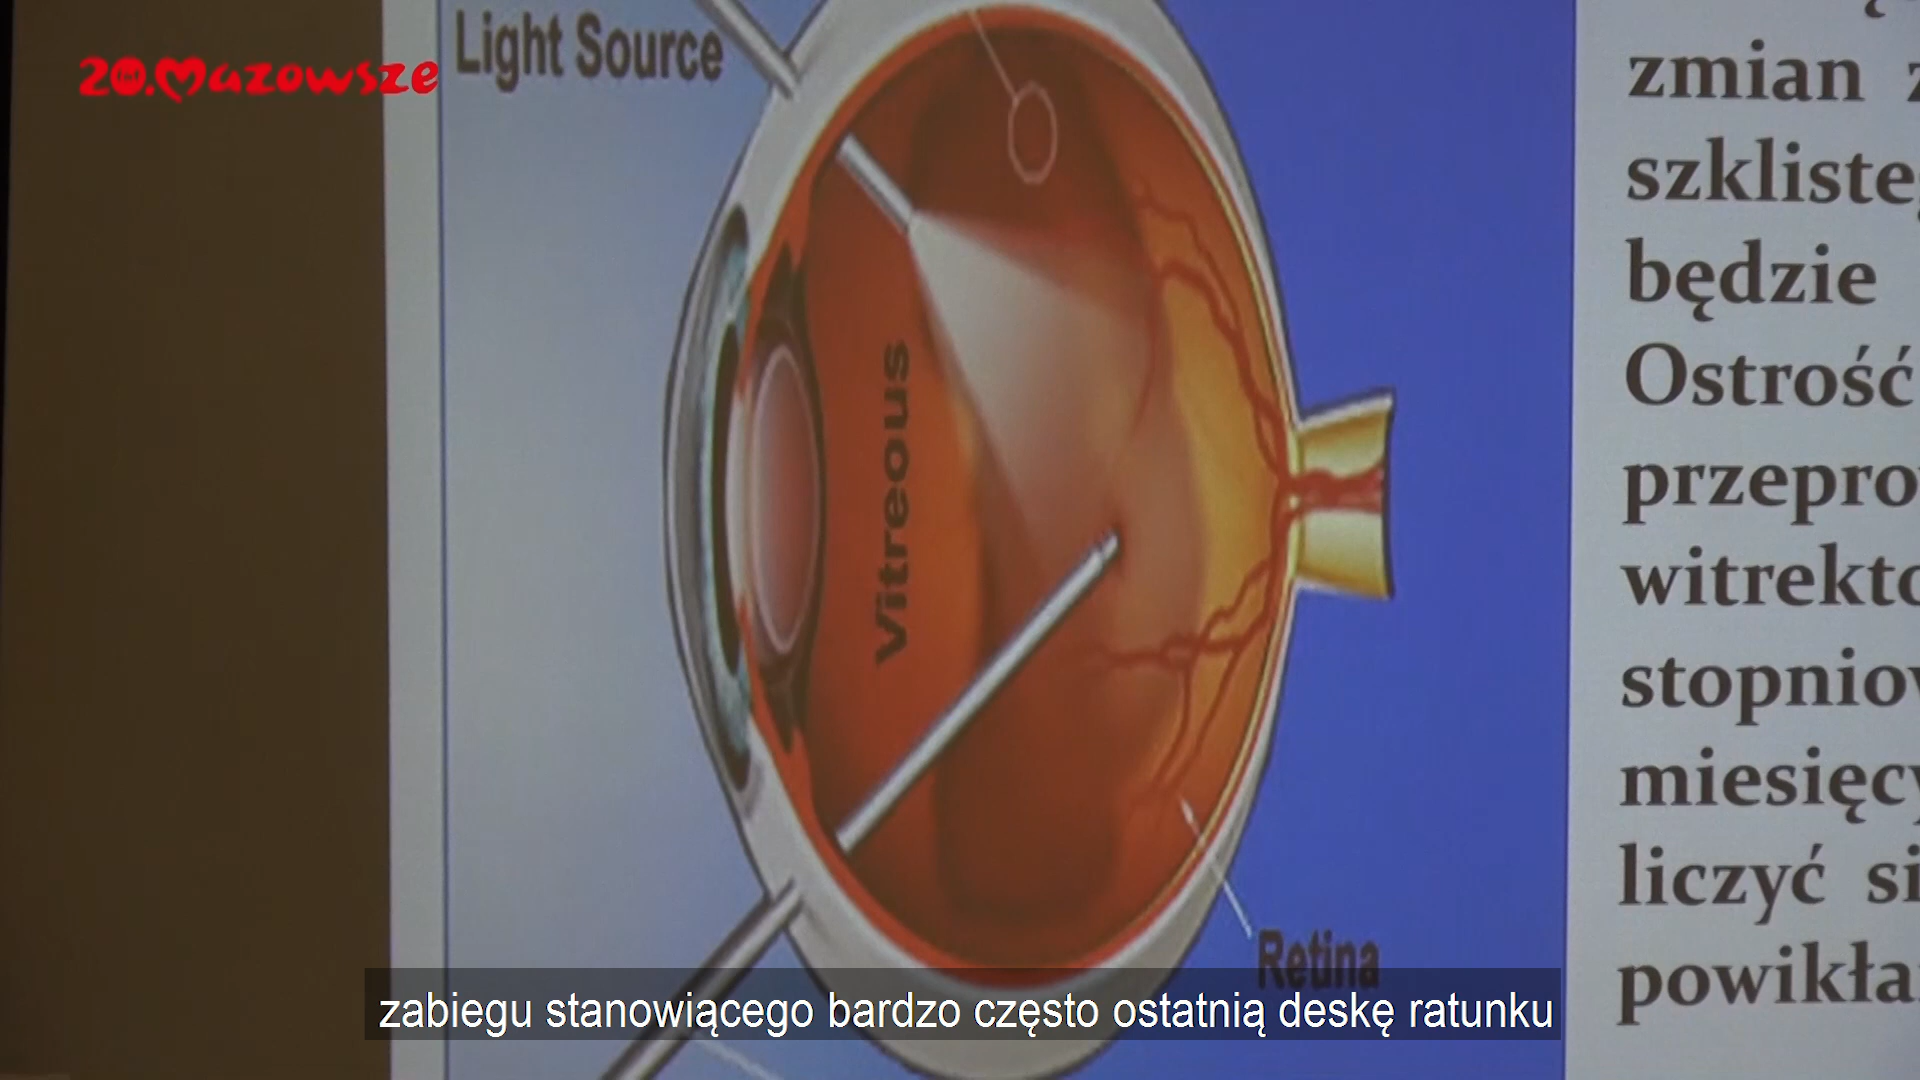 20.Mazowsze
Light Source
Vitreous
Retina
zmian
szklisteg
będzie
Ostrość
przepro
witrekto
stopniow
miesięcy
liczyć si
powikła
zabiegu stanowiącego bardzo często ostatnią deskę ratunku